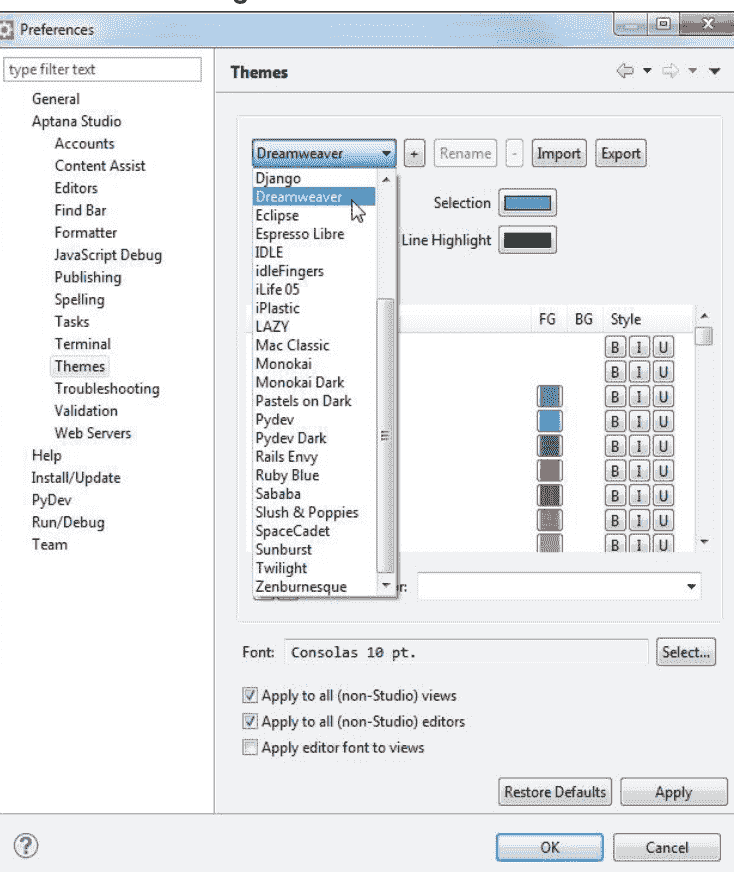 Preferences
type filter text
General
Aptana Studio
Accounts
Content Assist
Editors
Find Bar
Formatter
JavaScript Debug
Publishing
Spelling
Tasks
Terminal
Themes
Troubleshooting
Validation
Web Servers
Help
Install/Update
PyDev
Run/Debug
Team
Themes
Dreamweaver + Rename - Import Export
Django
Dreamweaver
Eclipse
Espresso Libre
IDLE
idleFingers
iLife 05
iPlastic
LAZY
Mac Classic
Monokai
Monokai Dark
Pastels on Dark
Pydev
Pydev Dark
Rails Envy
Ruby Blue
Sababa
Slush & Poppies
SpaceCadet
Sunburst
Twilight
Zenburnesque
Selection
Line Highlight
FG BG Style
B I U
B I U
B I U
B I U
B I U
B I U
B I U
B I U
B I U
Font: Consolas 10 pt. Select...
Apply to all (non-Studio) views
Apply to all (non-Studio) editors
Apply editor font to views
Restore Defaults Apply
OK Cancel